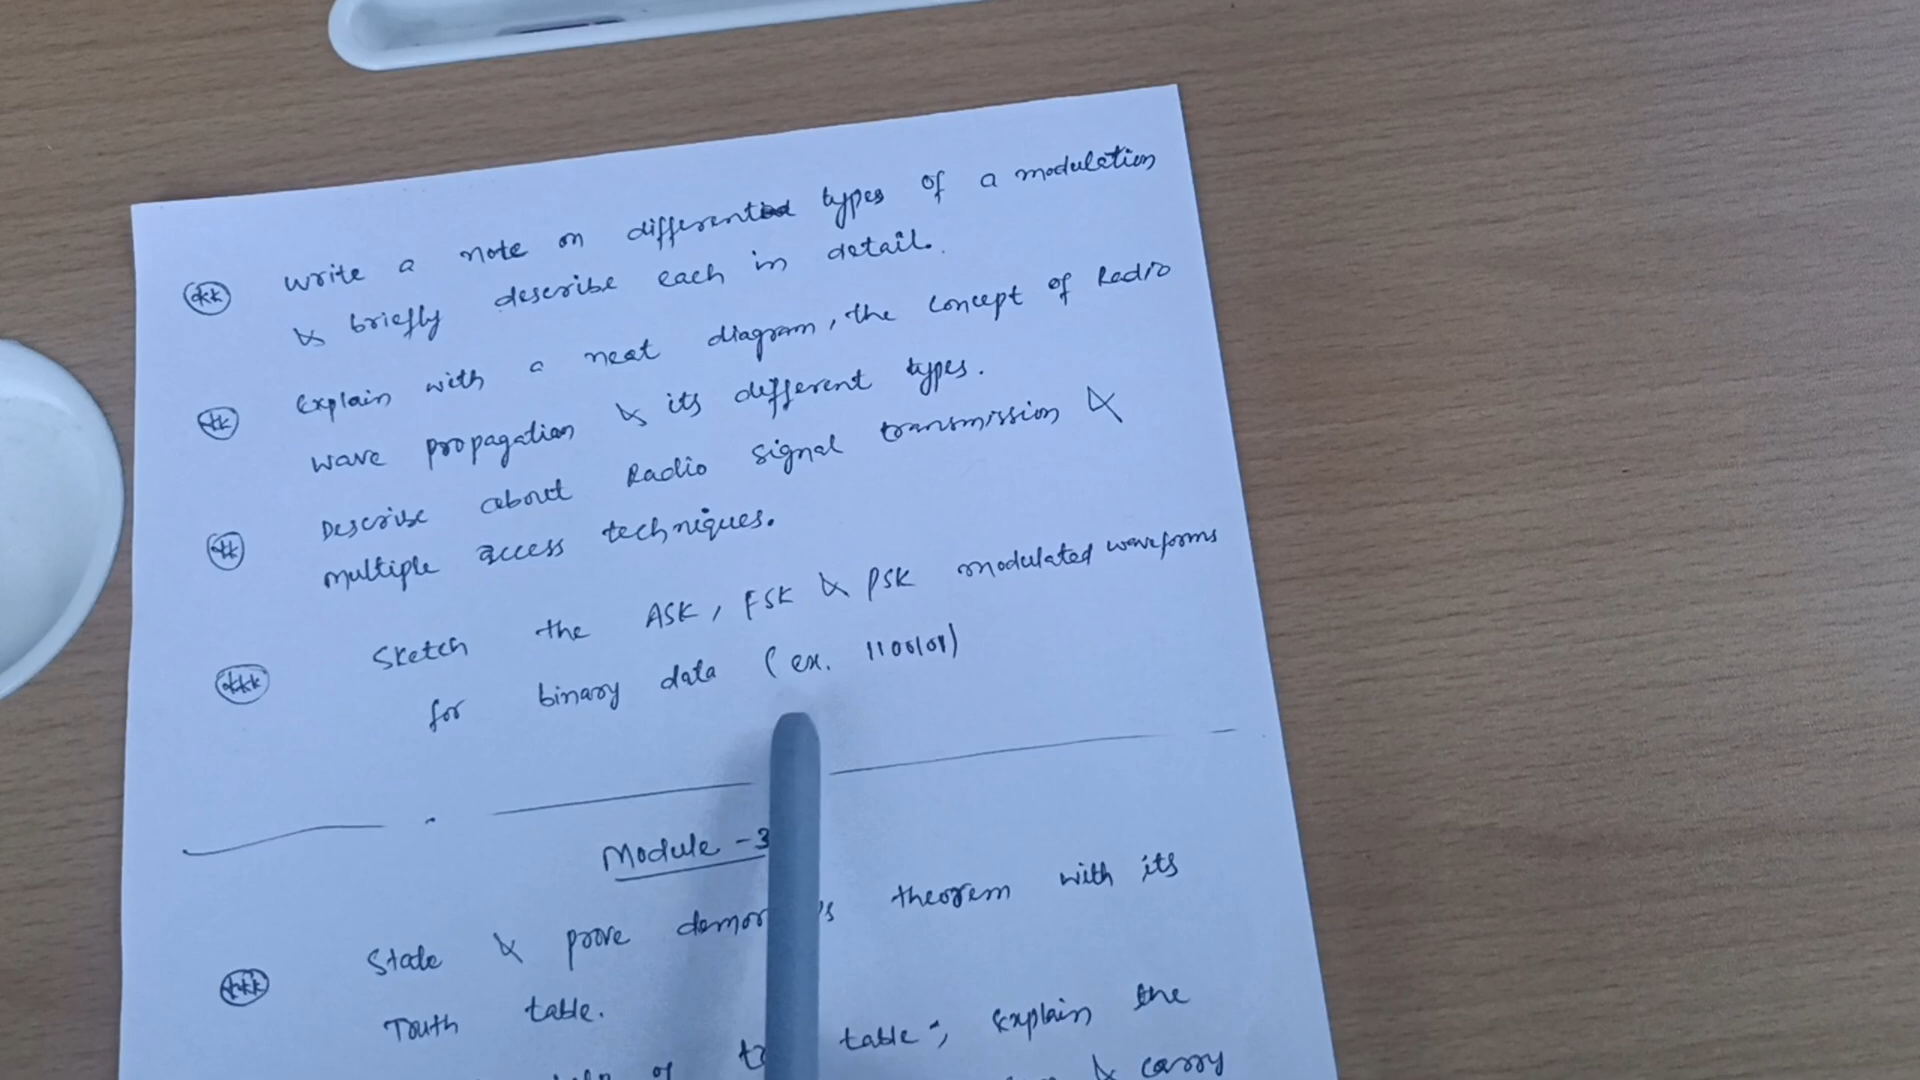 ** write a note on different types of a modulation
& briefly describe each in detail.
** Explain with a neat diagram, the concept of Radio
wave propagation & its different types.
** Describe about Radio signal transmission &
multiple access techniques.
*** Sketch the ASK, FSK & PSK modulated waveforms
for binary data (ex. 1100101)
Module - 3
*** State & prove demor 's theorem with its
Truth table.
of table, explain the
& carry